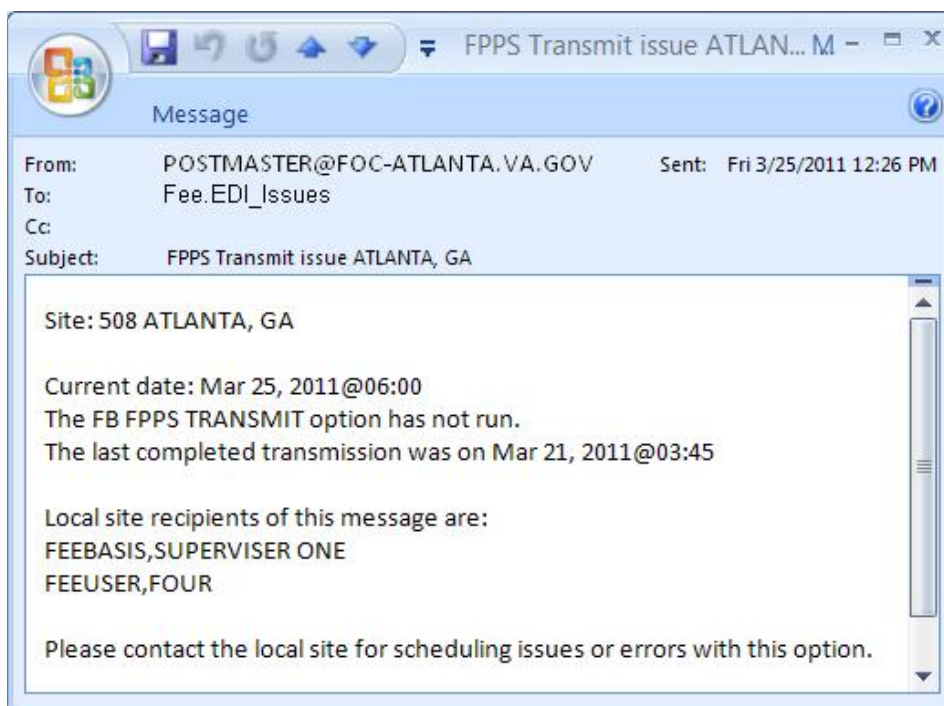 FPPS Transmit issue ATLAN... M
Message
From: POSTMASTER@FOC-ATLANTA.VA.GOV Sent: Fri 3/25/2011 12:26 PM
To: Fee.EDI_Issues
Cc:
Subject: FPPS Transmit issue ATLANTA, GA
Site: 508 ATLANTA, GA
Current date: Mar 25, 2011@06:00
The FB FPPS TRANSMIT option has not run.
The last completed transmission was on Mar 21, 2011@03:45
Local site recipients of this message are:
FEEBASIS,SUPERVISER ONE
FEEUSER,FOUR
Please contact the local site for scheduling issues or errors with this option.